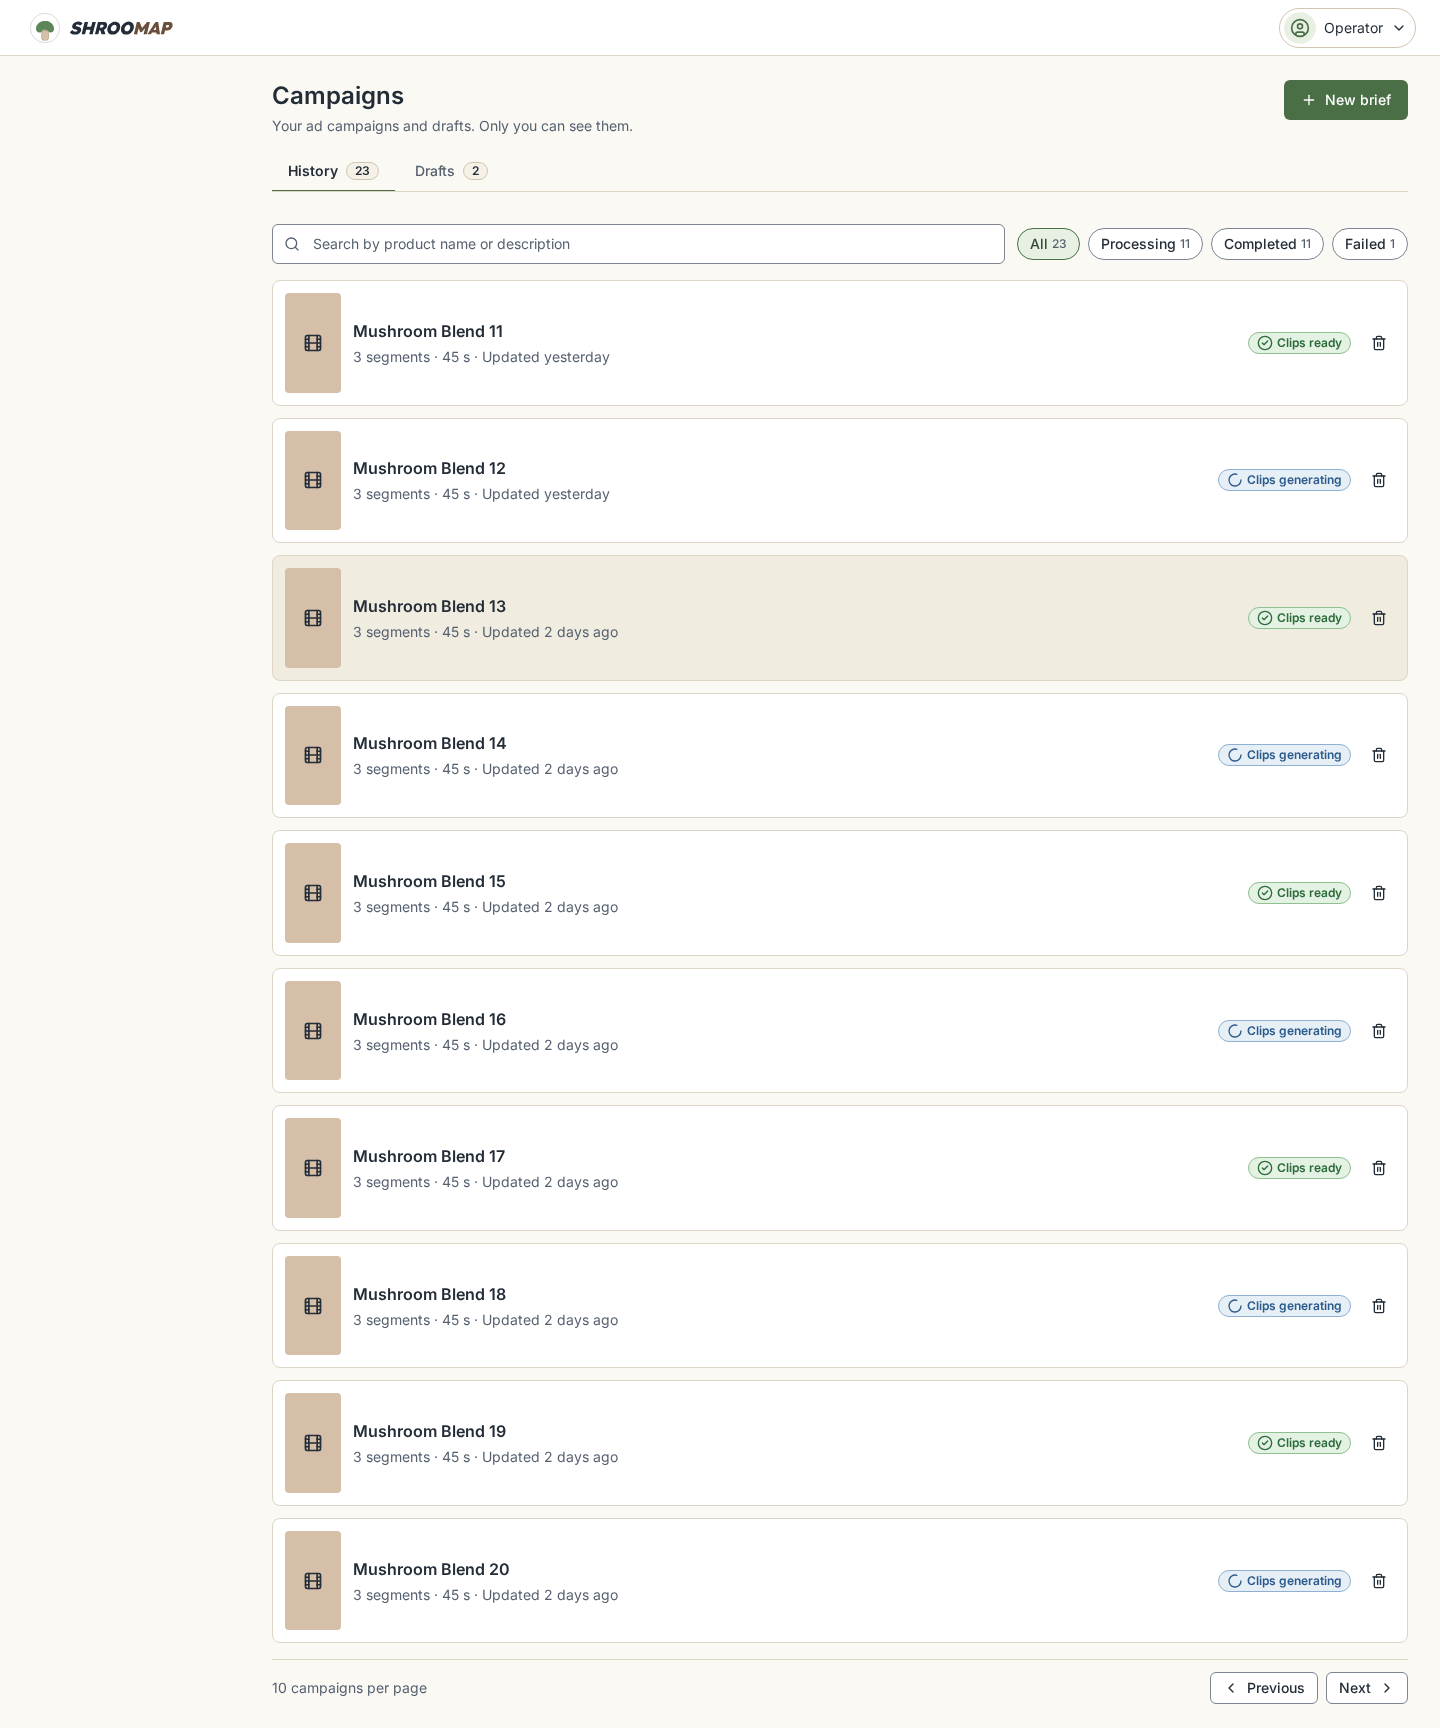 SHROOMAP
Operator
Campaigns
Your ad campaigns and drafts. Only you can see them.
New brief
History 23
Drafts 2
Search by product name or description
All 23
Processing 11
Completed 11
Failed 1
Mushroom Blend 11
3 segments · 45 s · Updated yesterday
Clips ready
Mushroom Blend 12
3 segments · 45 s · Updated yesterday
Clips generating
Mushroom Blend 13
3 segments · 45 s · Updated 2 days ago
Clips ready
Mushroom Blend 14
3 segments · 45 s · Updated 2 days ago
Clips generating
Mushroom Blend 15
3 segments · 45 s · Updated 2 days ago
Clips ready
Mushroom Blend 16
3 segments · 45 s · Updated 2 days ago
Clips generating
Mushroom Blend 17
3 segments · 45 s · Updated 2 days ago
Clips ready
Mushroom Blend 18
3 segments · 45 s · Updated 2 days ago
Clips generating
Mushroom Blend 19
3 segments · 45 s · Updated 2 days ago
Clips ready
Mushroom Blend 20
3 segments · 45 s · Updated 2 days ago
Clips generating
10 campaigns per page
Previous
Next